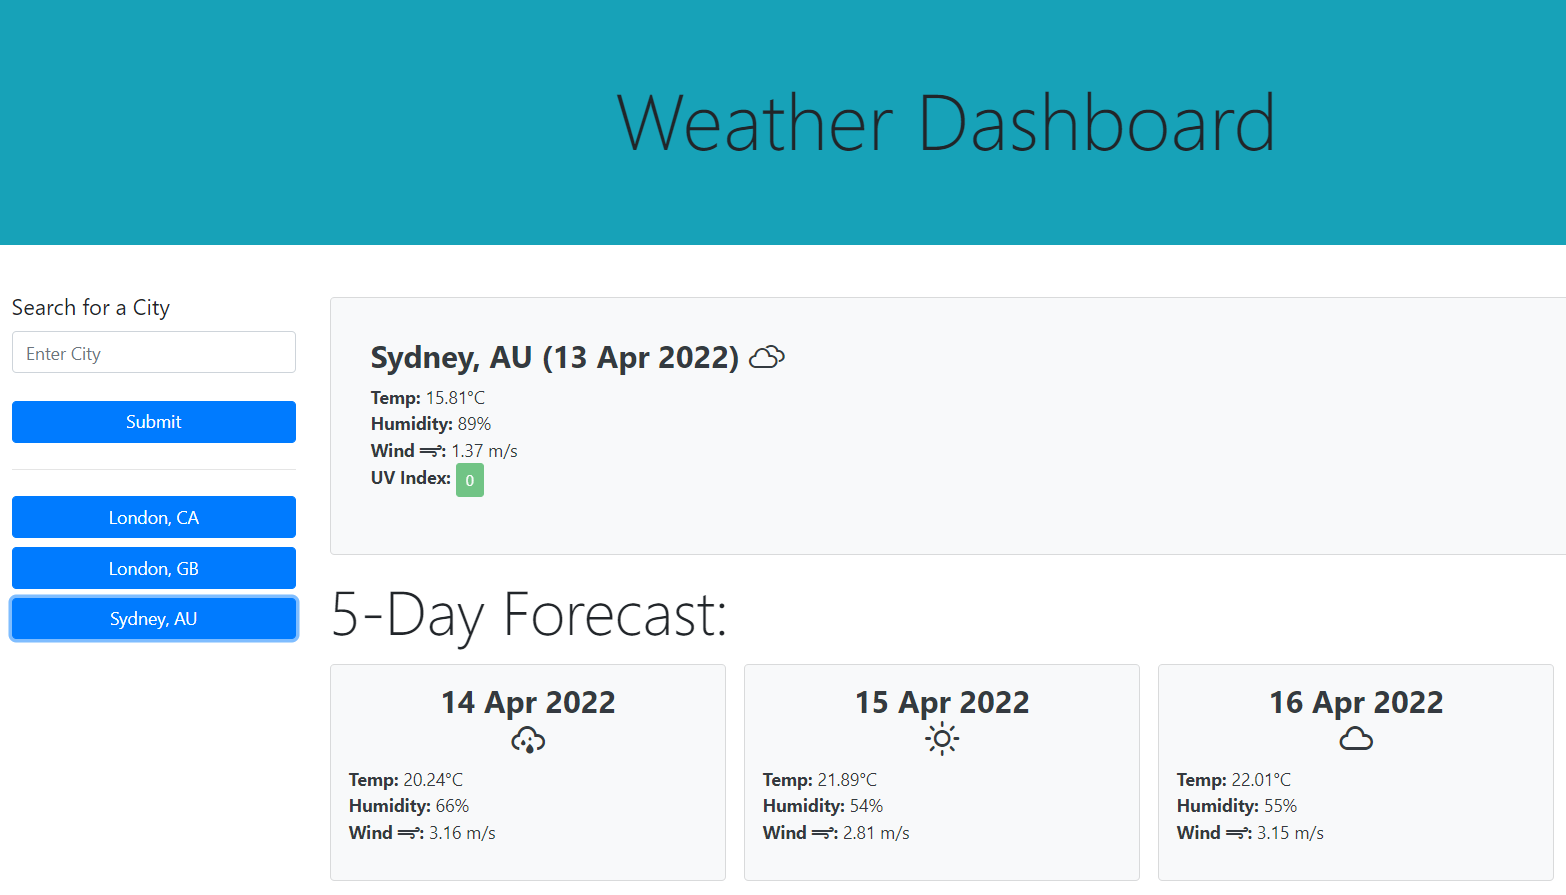 Weather Dashboard
Search for a City
Enter City
Submit
London, CA
London, GB
Sydney, AU
Sydney, AU (13 Apr 2022)
Temp: 15.81°C
Humidity: 89%
Wind : 1.37 m/s
UV Index: 0
5-Day Forecast:
14 Apr 2022
Temp: 20.24°C
Humidity: 66%
Wind : 3.16 m/s
15 Apr 2022
Temp: 21.89°C
Humidity: 54%
Wind : 2.81 m/s
16 Apr 2022
Temp: 22.01°C
Humidity: 55%
Wind : 3.15 m/s